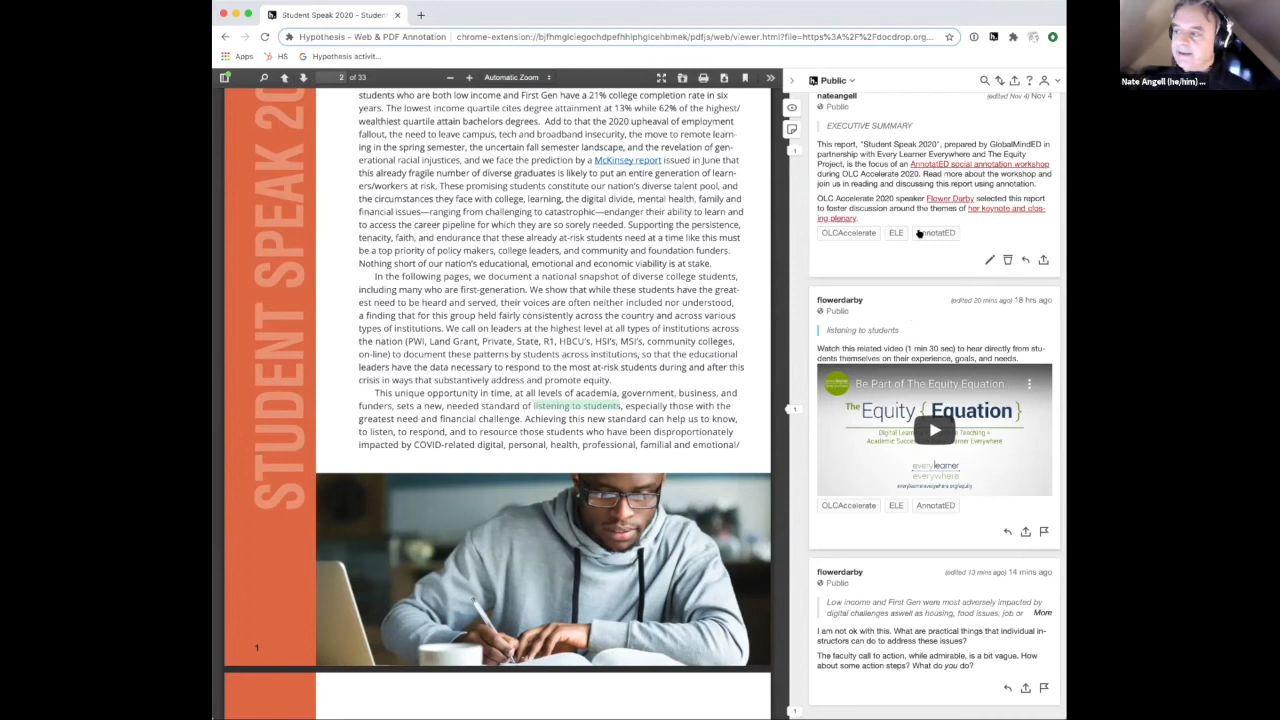 Student Speak 2020 - Studen
Hypothesis - Web & PDF Annotation
chrome-extension://bjfhmglciegochdpefhhlphglcehbmek/pdfjs/web/viewer.html?file=https%3A%2F%2Fdocdrop.org...
Apps
HS
Hypothesis activit...
2
of 33
Automatic Zoom
STUDENT SPEAK 20
students who are both low income and First Gen have a 21% college completion rate in six
years. The lowest income quartile cites degree attainment at 13% while 62% of the highest/
wealthiest quartile attain bachelors degrees. Add to that the 2020 upheaval of employment
fallout, the need to leave campus, tech and broadband insecurity, the move to remote learn-
ing in the spring semester, the uncertain fall semester landscape, and the revelation of gen-
erational racial injustices, and we face the prediction by a McKinsey report issued in June that
this already fragile number of diverse graduates is likely to put an entire generation of learn-
ers/workers at risk. These promising students constitute our nation's diverse talent pool, and
the circumstances they face with college, learning, the digital divide, mental health, family and
financial issues—ranging from challenging to catastrophic—endanger their ability to learn and
to access the career pipeline for which they are so sorely needed. Supporting the persistence,
tenacity, faith, and endurance that these already at-risk students need at a time like this must
be a top priority of policy makers, college leaders, and community and foundation funders.
Nothing short of our nation's educational, emotional and economic viability is at stake.
In the following pages, we document a national snapshot of diverse college students,
including many who are first-generation. We show that while these students have the great-
est need to be heard and served, their voices are often neither included nor understood,
a finding that for this group held fairly consistently across the country and across various
types of institutions. We call on leaders at the highest level at all types of institutions across
the nation (PWI, Land Grant, Private, State, R1, HBCU's, HSI's, MSI's, community colleges,
on-line) to document these patterns by students across institutions, so that the educational
leaders have the data necessary to respond to the most at-risk students during and after this
crisis in ways that substantively address and promote equity.
This unique opportunity in time, at all levels of academia, government, business, and
funders, sets a new, needed standard of listening to students, especially those with the
greatest need and financial challenge. Achieving this new standard can help us to know,
to listen, to respond, and to resource those students who have been disproportionately
impacted by COVID-related digital, personal, health, professional, familial and emotional/
1
Public
1
1
1
nateangell
(edited Nov 4) Nov 4
Public
EXECUTIVE SUMMARY
This report, "Student Speak 2020", prepared by GlobalMindED in
partnership with Every Learner Everywhere and The Equity
Project, is the focus of an AnnotatED social annotation workshop
during OLC Accelerate 2020. Read more about the workshop and
join us in reading and discussing this report using annotation.
OLC Accelerate 2020 speaker Flower Darby selected this report
to foster discussion around the themes of her keynote and clos-
ing plenary.
OLCAccelerate
ELE
AnnotatED
flowerdarby
(edited 20 mins ago) 18 hrs ago
Public
listening to students
Watch this related video (1 min 30 sec) to hear directly from stu-
dents themselves on their experience, goals, and needs.
Be Part of The Equity Equation
The Equity { Equation }
everylearner
everywhere
everylearnereverywhere.org/equity
OLCAccelerate
ELE
AnnotatED
flowerdarby
(edited 13 mins ago) 14 mins ago
Public
Low income and First Gen were most adversely impacted by
digital challenges aswell as housing, food issues, job or More
I am not ok with this. What are practical things that individual in-
structors can do to address these issues?
The faculty call to action, while admirable, is a bit vague. How
about some action steps? What do you do?
Nate Angell (he/him) ...